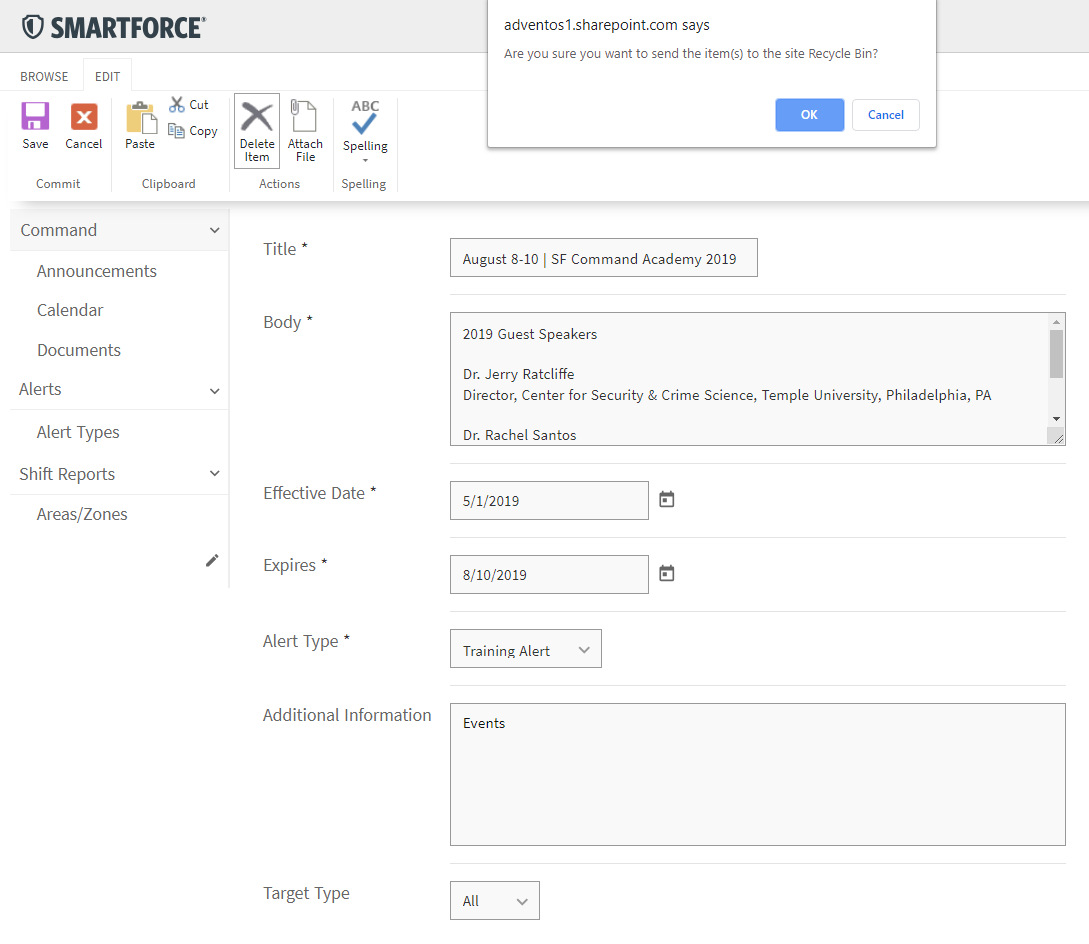 SMARTFORCE®
adventos1.sharepoint.com says
Are you sure you want to send the item(s) to the site Recycle Bin?
OK
Cancel
BROWSE
EDIT
Save
Cancel
Commit
Paste
Cut
Copy
Clipboard
Delete
Item
Attach
File
Actions
ABC
Spelling
Spelling
Command
Announcements
Calendar
Documents
Alerts
Alert Types
Shift Reports
Areas/Zones
Title *
August 8-10 | SF Command Academy 2019
Body *
2019 Guest Speakers
Dr. Jerry Ratcliffe
Director, Center for Security & Crime Science, Temple University, Philadelphia, PA
Dr. Rachel Santos
Effective Date *
5/1/2019
Expires *
8/10/2019
Alert Type *
Training Alert
Additional Information
Events
Target Type
All